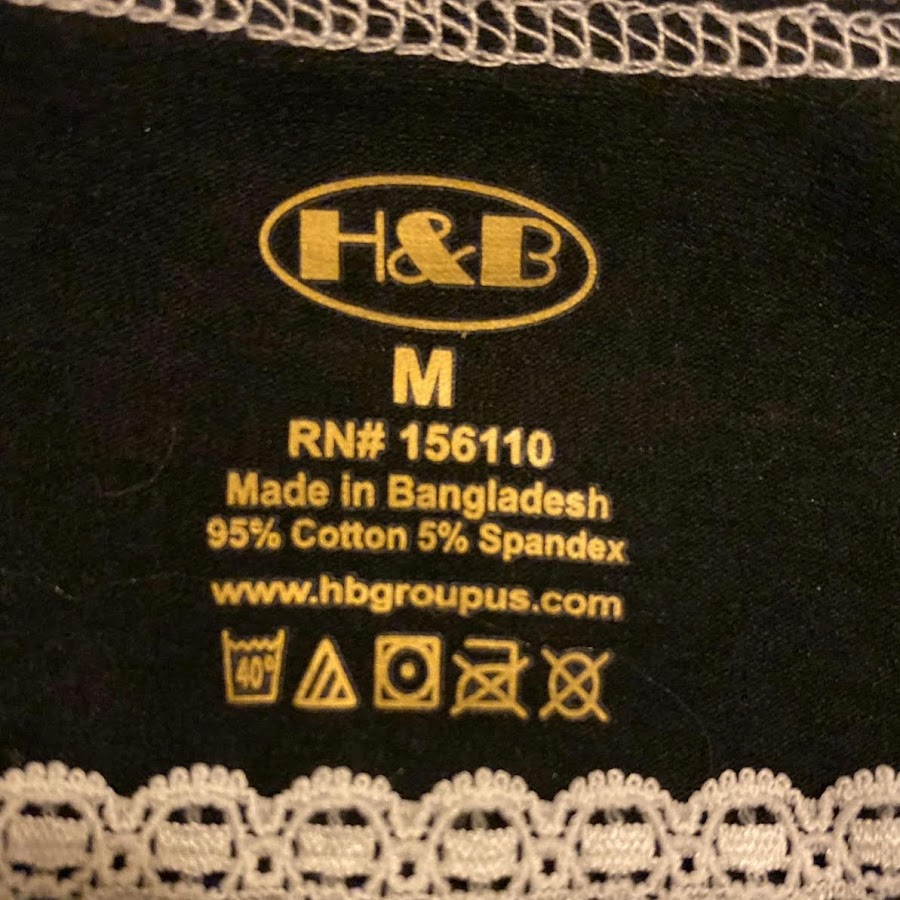 H&B
M
RN# 156110
Made in Bangladesh
95% Cotton 5% Spandex
www.hbgroupus.com
40°